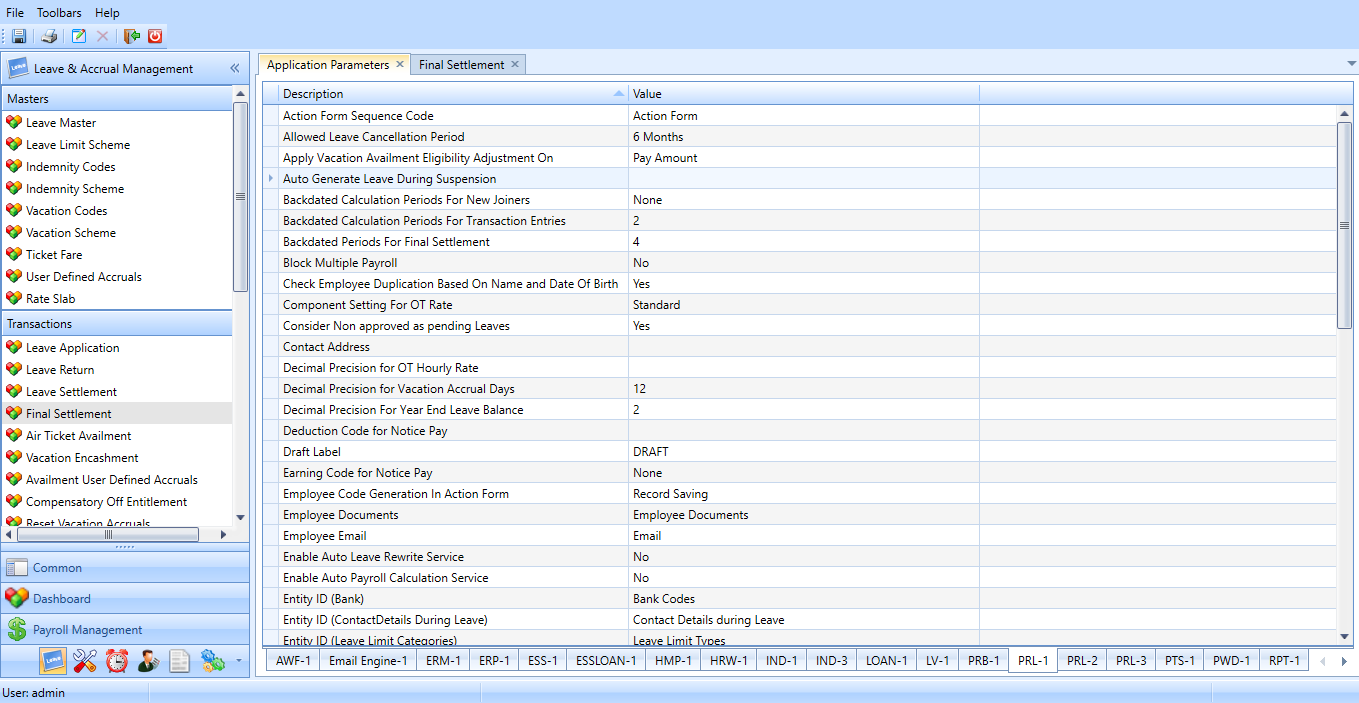 File Toolbars Help
Leave & Accrual Management
Masters
Leave Master
Leave Limit Scheme
Indemnity Codes
Indemnity Scheme
Vacation Codes
Vacation Scheme
Ticket Fare
User Defined Accruals
Rate Slab
Transactions
Leave Application
Leave Return
Leave Settlement
Final Settlement
Air Ticket Availment
Vacation Encashment
Availment User Defined Accruals
Compensatory Off Entitlement
Reset Vacation Accruals
Common
Dashboard
Payroll Management
Application Parameters Final Settlement
Description Value
Action Form Sequence Code Action Form
Allowed Leave Cancellation Period 6 Months
Apply Vacation Availment Eligibility Adjustment On Pay Amount
Auto Generate Leave During Suspension
Backdated Calculation Periods For New Joiners None
Backdated Calculation Periods For Transaction Entries 2
Backdated Periods For Final Settlement 4
Block Multiple Payroll No
Check Employee Duplication Based On Name and Date Of Birth Yes
Component Setting For OT Rate Standard
Consider Non approved as pending Leaves Yes
Contact Address
Decimal Precision for OT Hourly Rate
Decimal Precision for Vacation Accrual Days 12
Decimal Precision For Year End Leave Balance 2
Deduction Code for Notice Pay
Draft Label DRAFT
Earning Code for Notice Pay None
Employee Code Generation In Action Form Record Saving
Employee Documents Employee Documents
Employee Email Email
Enable Auto Leave Rewrite Service No
Enable Auto Payroll Calculation Service No
Entity ID (Bank) Bank Codes
Entity ID (ContactDetails During Leave) Contact Details during Leave
Entity ID (Leave Limit Categories) Leave Limit Types
AWF-1 Email Engine-1 ERM-1 ERP-1 ESS-1 ESSLOAN-1 HMP-1 HRW-1 IND-1 IND-3 LOAN-1 LV-1 PRB-1 PRL-1 PRL-2 PRL-3 PTS-1 PWD-1 RPT-1
User: admin